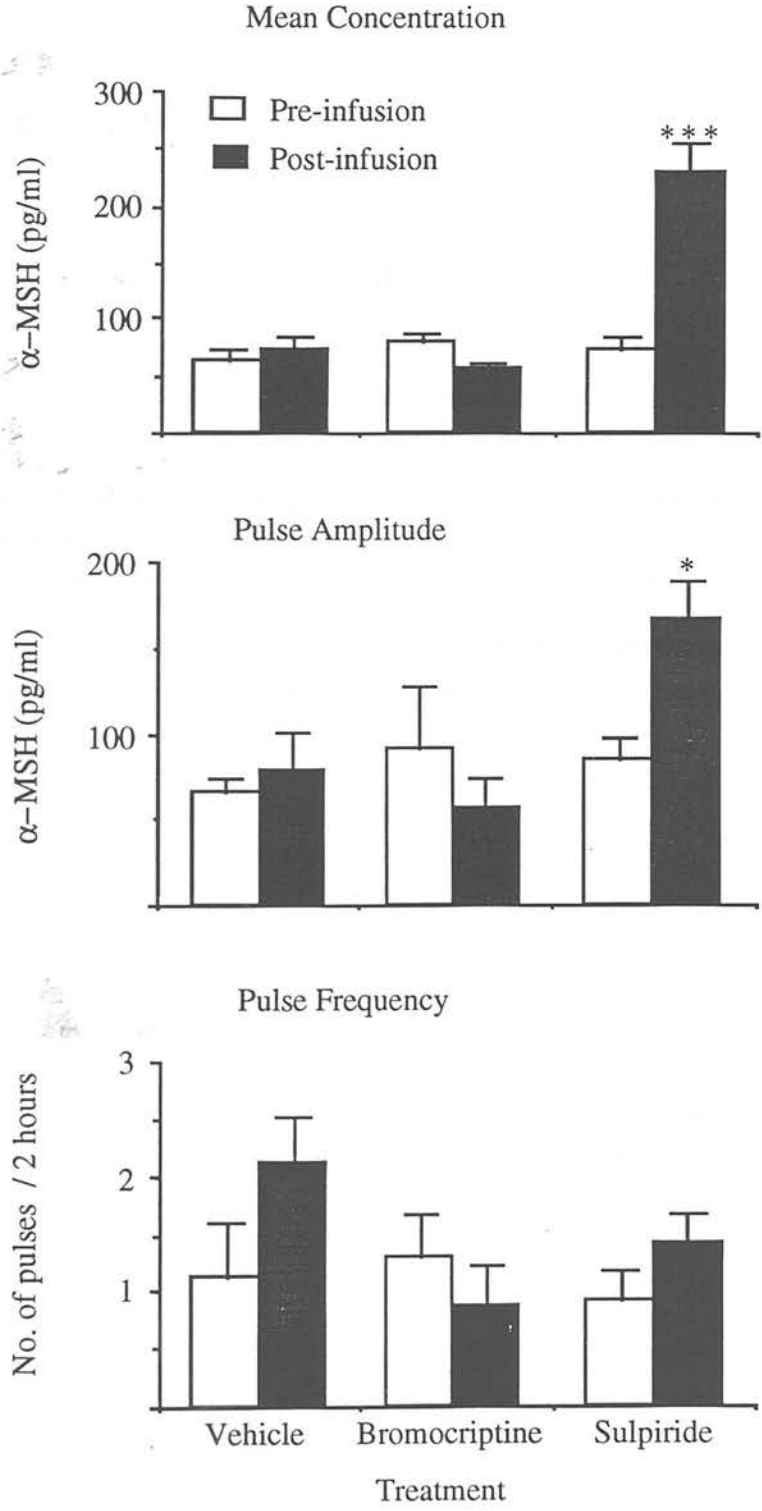 Mean Concentration
300
200
100
α–MSH (pg/ml)
Pre-infusion
Post-infusion
***
Pulse Amplitude
200
100
α–MSH (pg/ml)
*
Pulse Frequency
3
2
1
No. of pulses / 2 hours
Vehicle Bromocriptine Sulpiride
Treatment